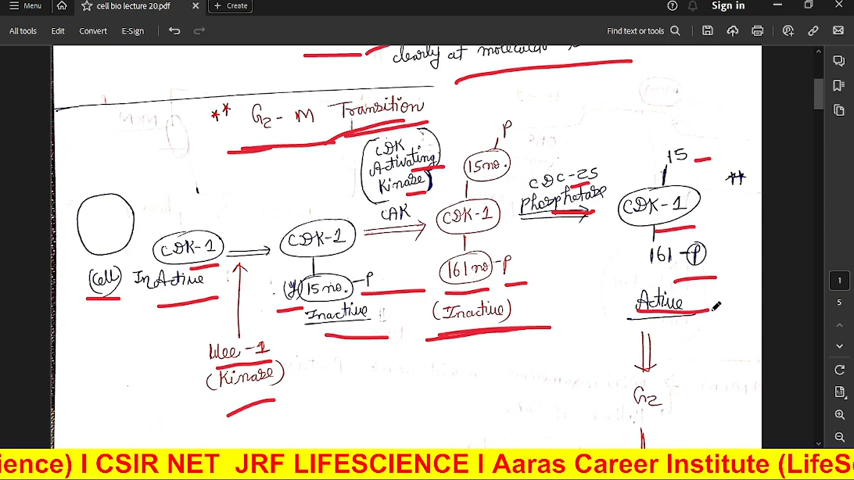 Menu
cell bio lecture 20.pdf
Create
Sign in
All tools
Edit
Convert
E-Sign
Find text or tools
clearly at molecular
** G2 - M Transition
CDK
Activating
Kinase
CAK
P
15 no.
CDK-1
161 no - P
(Inactive)
CDC-25
Phosphatase
15
**
CDK-1
161 - P
Active
G2
(cell)
CDK-1
InActive
CDK-1
(Y) 15 no. - P
Inactive
Wee-1
(Kinase)
1
5
ience) I CSIR NET JRF LIFESCIENCE I Aaras Career Institute (LifeSc